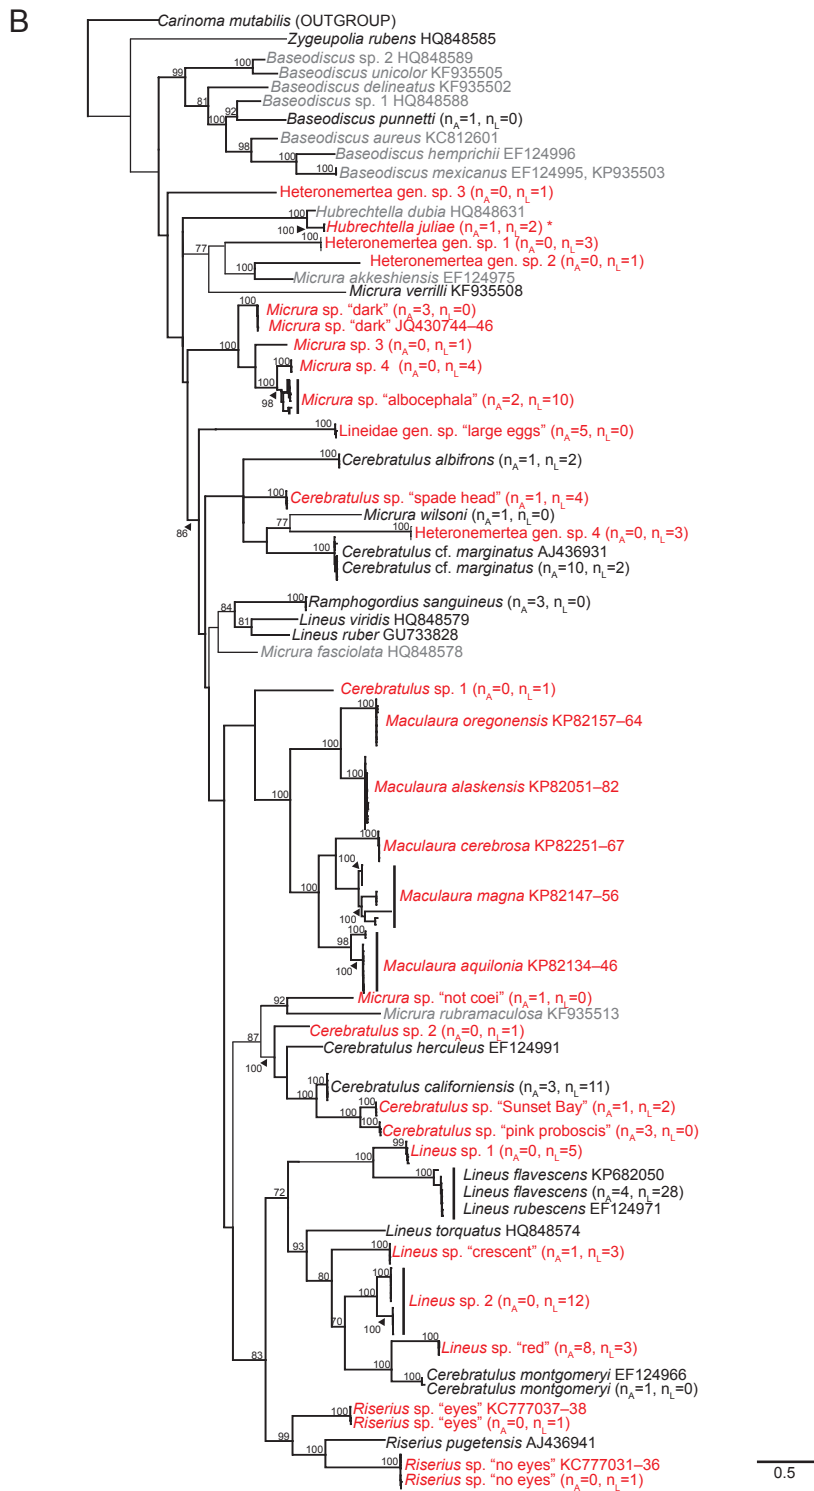 B
Carinoma mutabilis (OUTGROUP)
Zygeupolia rubens HQ848585
Baseodiscus sp. 2 HQ848589
100
Baseodiscus unicolor KF935505
99
Baseodiscus delineatus KF935502
81
Baseodiscus sp. 1 HQ848588
92
100
Baseodiscus punnetti (nA=1, nL=0)
Baseodiscus aureus KC812601
98
Baseodiscus hemprichii EF124996
100
Baseodiscus mexicanus EF124995, KP935503
100
Heteronemertea gen. sp. 3 (nA=0, nL=1)
Hubrechtella dubia HQ848631
100
Hubrechtella juliae (nA=1, nL=2) *
100
Heteronemertea gen. sp. 1 (nA=0, nL=3)
100
77
Heteronemertea gen. sp. 2 (nA=0, nL=1)
100
Micrura akkeshiensis EF124975
Micrura verrilli KF935508
100
Micrura sp. “dark” (nA=3, nL=0)
Micrura sp. “dark” JQ430744–46
100
Micrura sp. 3 (nA=0, nL=1)
100
Micrura sp. 4 (nA=0, nL=4)
100
98
Micrura sp. “albocephala” (nA=2, nL=10)
100
Lineidae gen. sp. “large eggs” (nA=5, nL=0)
100
Cerebratulus albifrons (nA=1, nL=2)
100
Cerebratulus sp. “spade head” (nA=1, nL=4)
77
Micrura wilsoni (nA=1, nL=0)
86
100
Heteronemertea gen. sp. 4 (nA=0, nL=3)
100
Cerebratulus cf. marginatus AJ436931
Cerebratulus cf. marginatus (nA=10, nL=2)
84
100
Ramphogordius sanguineus (nA=3, nL=0)
81
Lineus viridis HQ848579
Lineus ruber GU733828
Micrura fasciolata HQ848578
Cerebratulus sp. 1 (nA=0, nL=1)
100
Maculaura oregonensis KP82157–64
100
100
Maculaura alaskensis KP82051–82
100
100
Maculaura cerebrosa KP82251–67
100
100
Maculaura magna KP82147–56
100
100
98
Maculaura aquilonia KP82134–46
100
92
Micrura sp. “not coei” (nA=1, nL=0)
Micrura rubramaculosa KF935513
87
Cerebratulus sp. 2 (nA=0, nL=1)
100
Cerebratulus herculeus EF124991
100
Cerebratulus californiensis (nA=3, nL=11)
100
100
Cerebratulus sp. “Sunset Bay” (nA=1, nL=2)
100
100
Cerebratulus sp. “pink proboscis” (nA=3, nL=0)
99
Lineus sp. 1 (nA=0, nL=5)
100
100
Lineus flavescens KP682050
Lineus flavescens (nA=4, nL=28)
Lineus rubescens EF124971
72
Lineus torquatus HQ848574
93
100
Lineus sp. “crescent” (nA=1, nL=3)
80
100
100
Lineus sp. 2 (nA=0, nL=12)
70
100
100
Lineus sp. “red” (nA=8, nL=3)
83
100
100
Cerebratulus montgomeryi EF124966
Cerebratulus montgomeryi (nA=1, nL=0)
100
Riserius sp. “eyes” KC777037–38
Riserius sp. “eyes” (nA=0, nL=1)
99
Riserius pugetensis AJ436941
100
100
Riserius sp. “no eyes” KC777031–36
Riserius sp. “no eyes” (nA=0, nL=1)
0.5